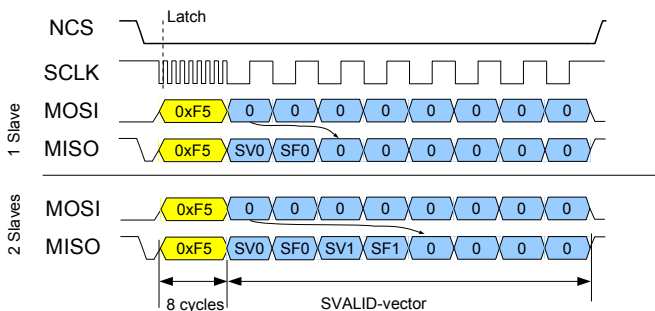 Latch
NCS
SCLK
1 Slave
MOSI 0xF5 0 0 0 0 0 0 0 0
MISO 0xF5 SV0 SF0 0 0 0 0 0 0
2 Slaves
MOSI 0xF5 0 0 0 0 0 0 0 0
MISO 0xF5 SV0 SF0 SV1 SF1 0 0 0 0
8 cycles SVALID-vector